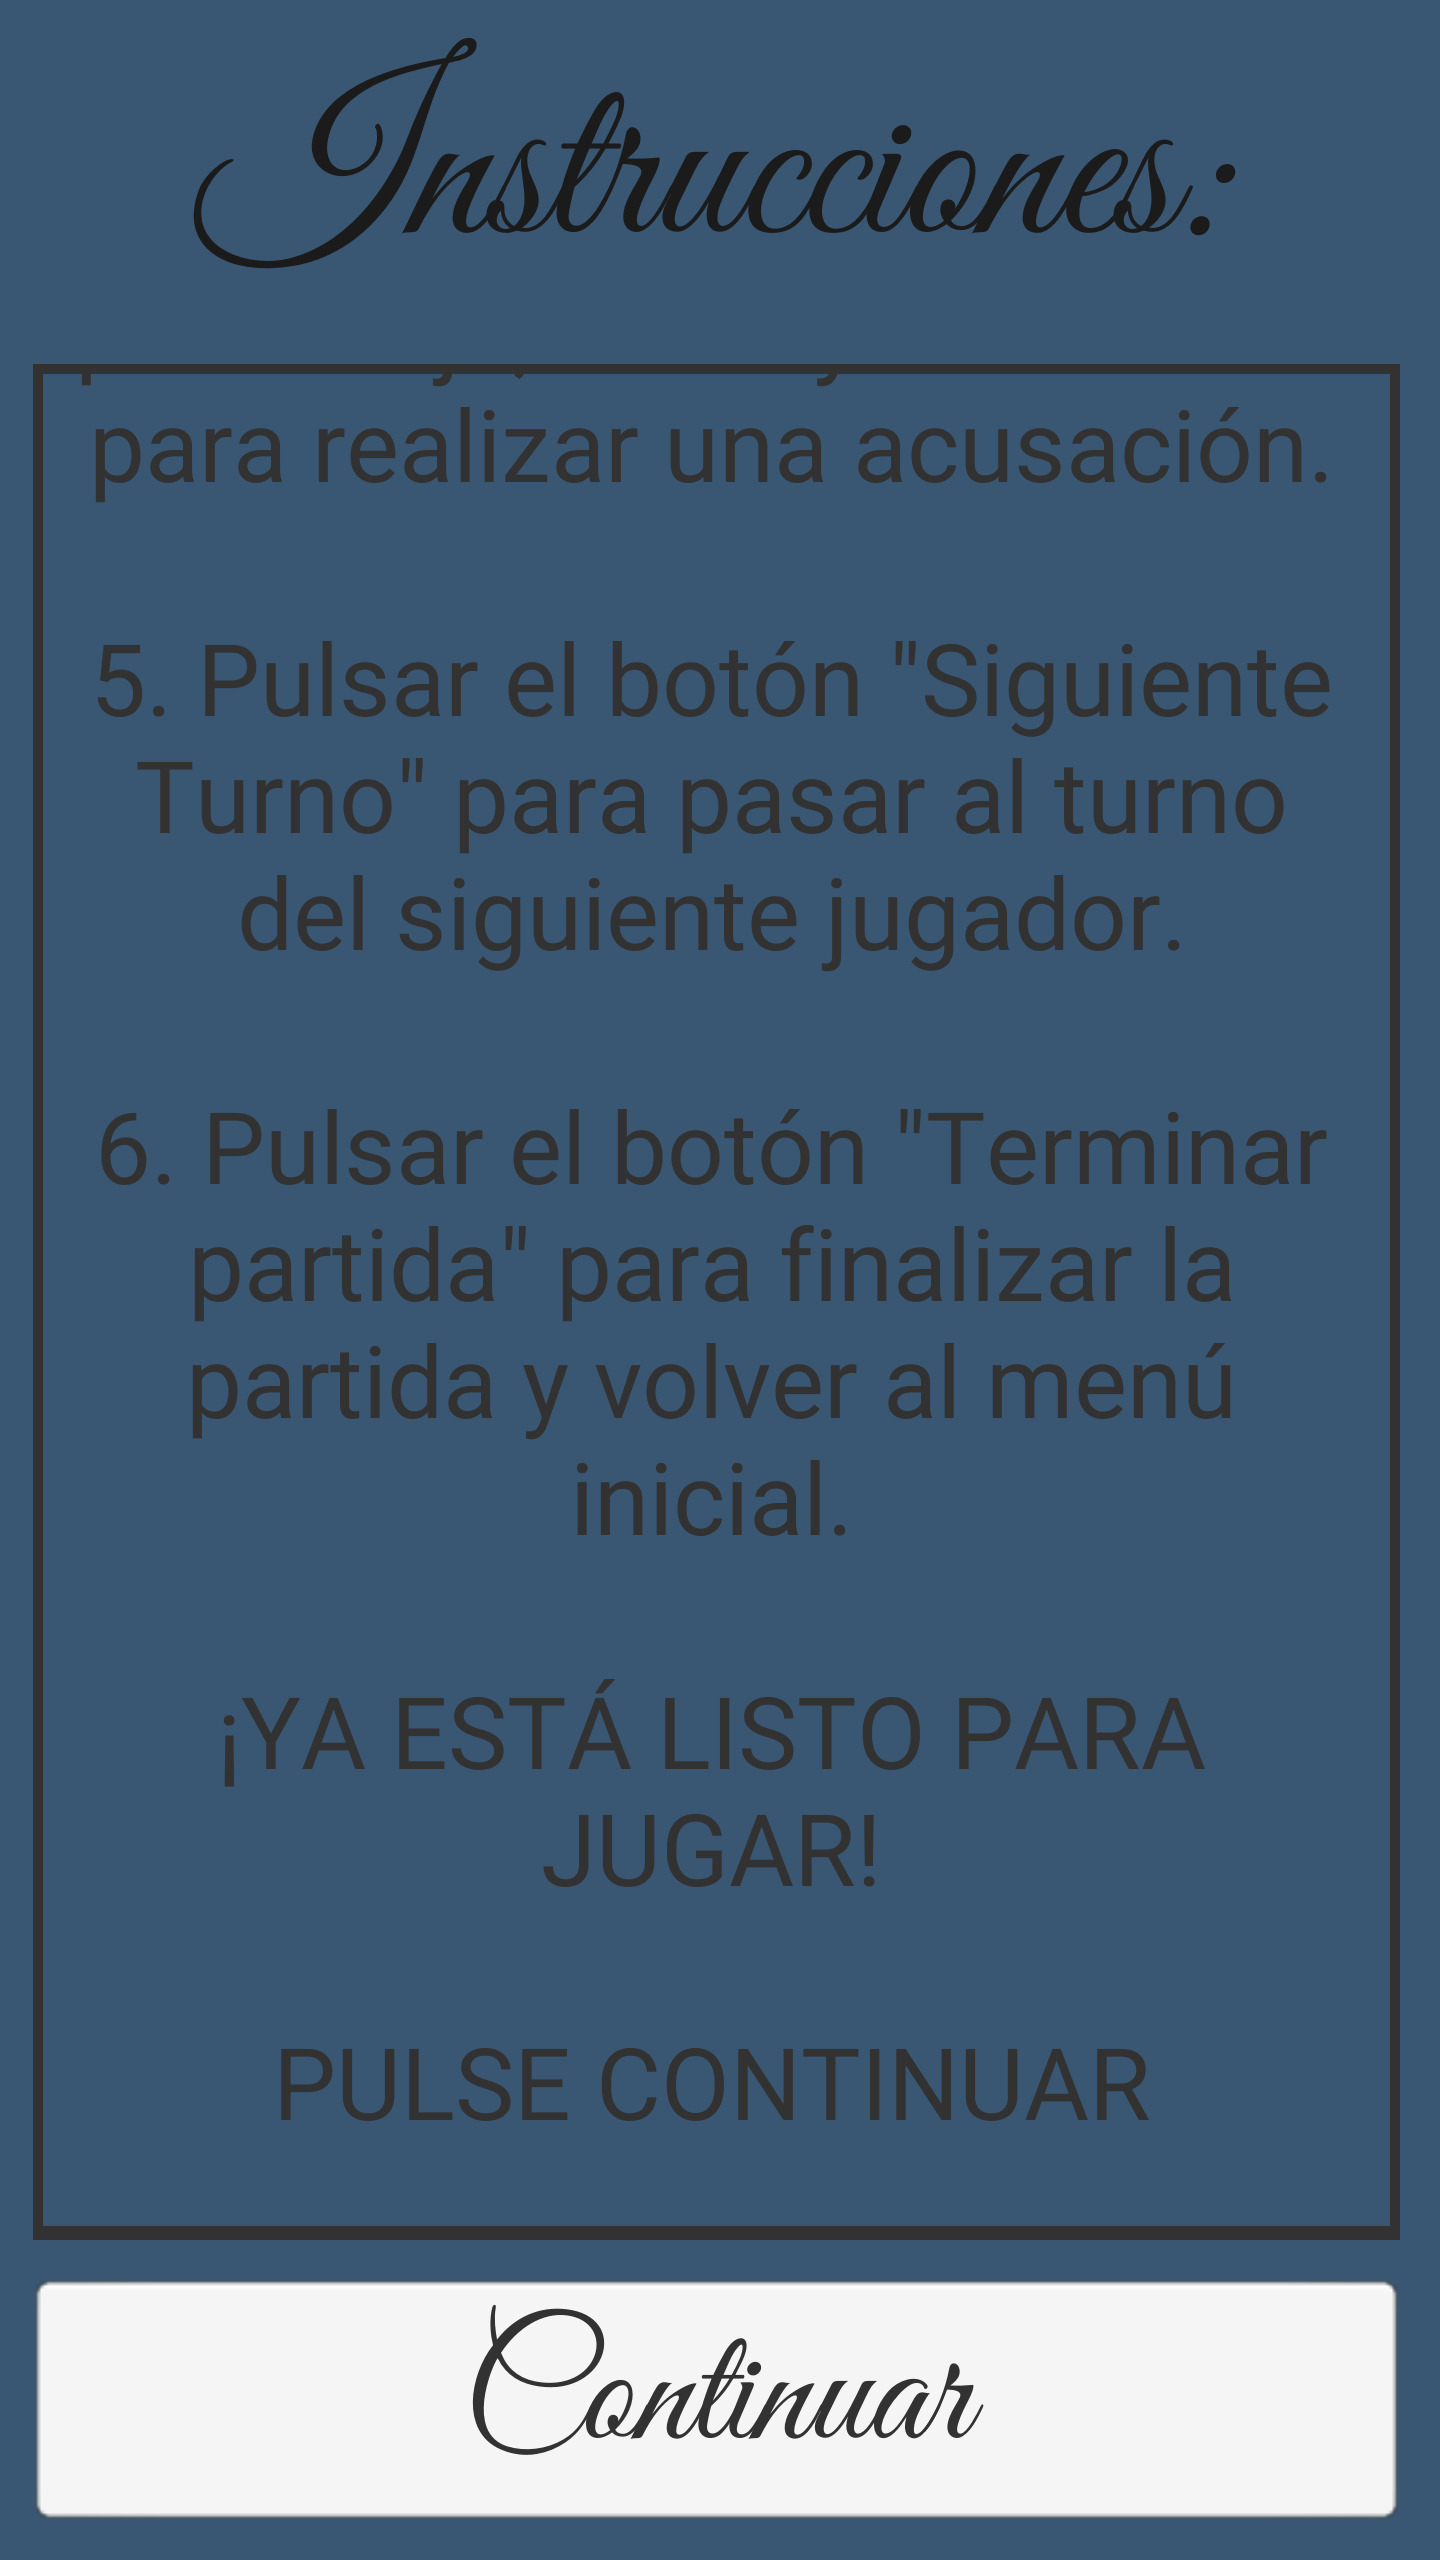 Instrucciones:
para realizar una acusación.
5. Pulsar el botón "Siguiente
Turno" para pasar al turno
del siguiente jugador.
6. Pulsar el botón "Terminar
partida" para finalizar la
partida y volver al menú
inicial.
¡YA ESTÁ LISTO PARA
JUGAR!
PULSE CONTINUAR
Continuar